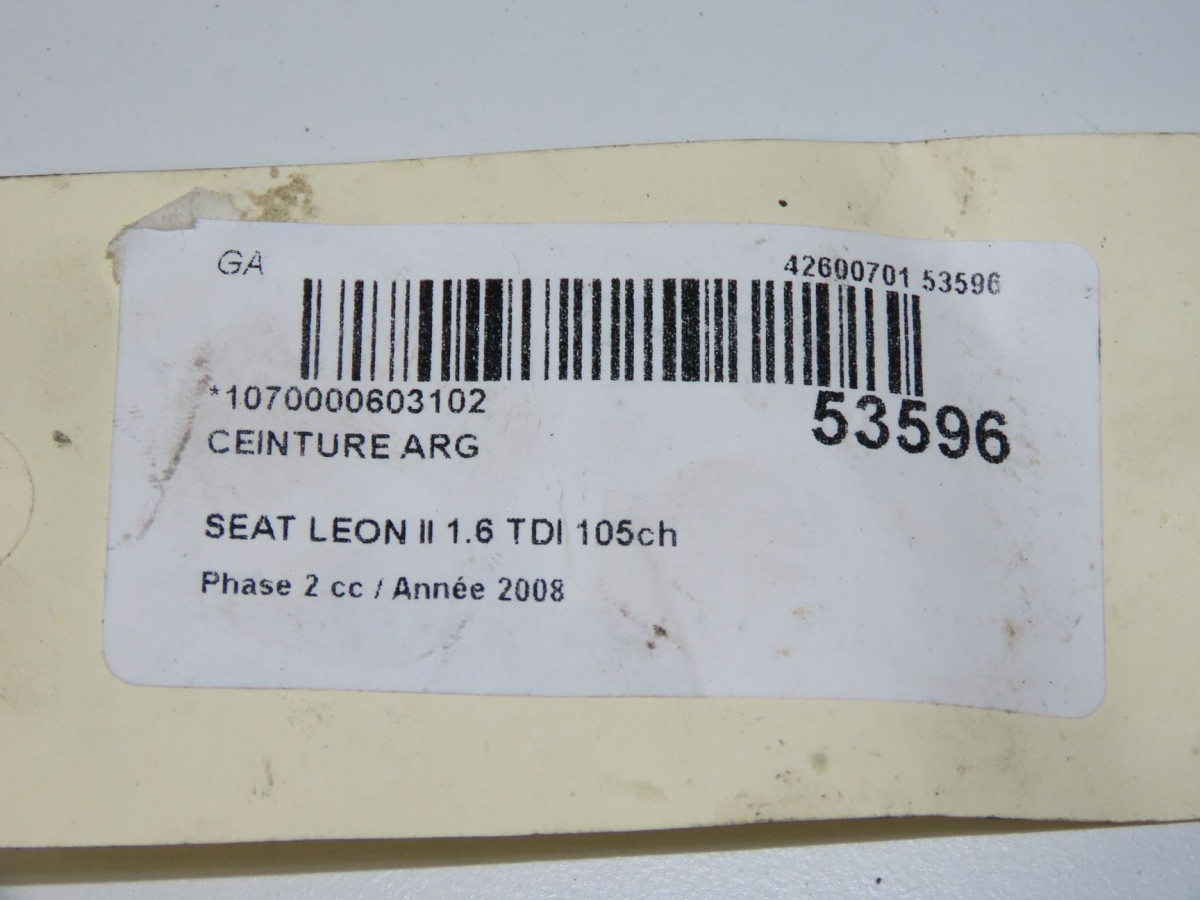 GA
42600701 53596
*1070000603102
53596
CEINTURE ARG
SEAT LEON II 1.6 TDI 105ch
Phase 2 cc / Année 2008